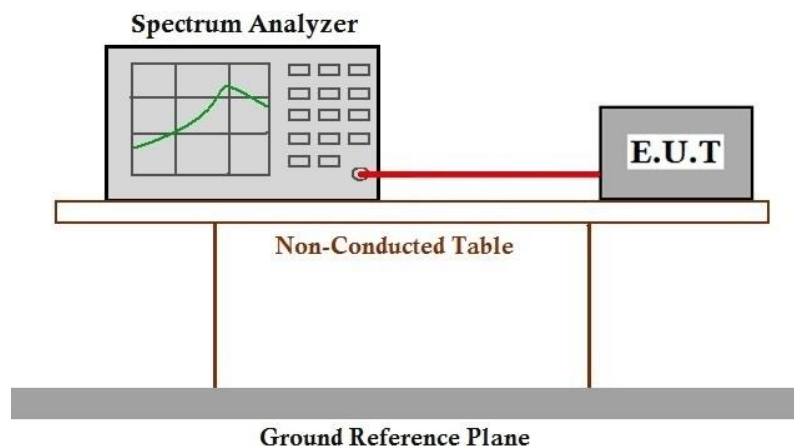 Spectrum Analyzer
E.U.T
Non-Conducted Table
Ground Reference Plane